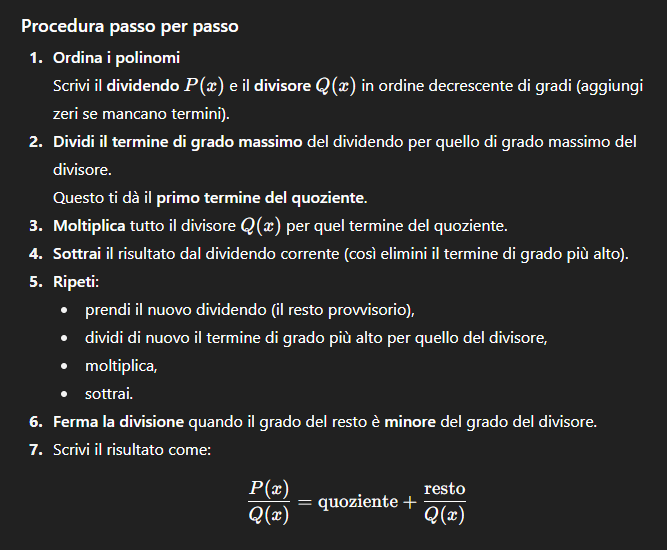 Procedura passo per passo
1. Ordina i polinomi
Scrivi il dividendo P(x) e il divisore Q(x) in ordine decrescente di gradi (aggiungi
zeri se mancano termini).
2. Dividi il termine di grado massimo del dividendo per quello di grado massimo del
divisore.
Questo ti dà il primo termine del quoziente.
3. Moltiplica tutto il divisore Q(x) per quel termine del quoziente.
4. Sottrai il risultato dal dividendo corrente (così elimini il termine di grado più alto).
5. Ripeti:
• prendi il nuovo dividendo (il resto provvisorio),
• dividi di nuovo il termine di grado più alto per quello del divisore,
• moltiplica,
• sottrai.
6. Ferma la divisione quando il grado del resto è minore del grado del divisore.
7. Scrivi il risultato come:
P(x)/Q(x) = quoziente + resto/Q(x)